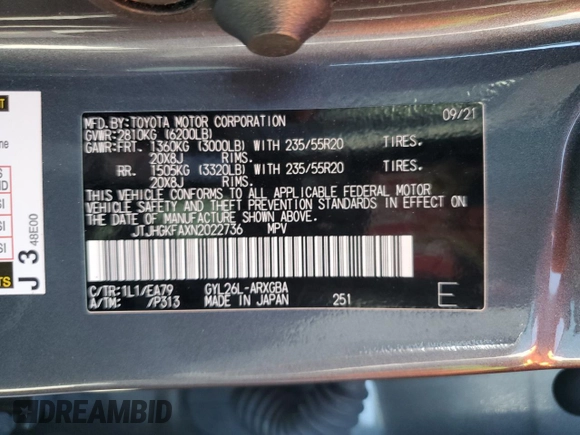 MFD.BY:TOYOTA MOTOR CORPORATION 09/21
GVWR:2810KG (6200LB)
GAWR:FRT. 1360KG (3000LB) WITH 235/55R20 TIRES.
20X8J RIMS.
RR. 1505KG (3320LB) WITH 235/55R20 TIRES.
20X8J RIMS.
THIS VEHICLE CONFORMS TO ALL APPLICABLE FEDERAL MOTOR
VEHICLE SAFETY AND THEFT PREVENTION STANDARDS IN EFFECT ON
THE DATE OF MANUFACTURE SHOWN ABOVE.
JTJHGKFAXN2022736 MPV
C/TR:1L1/EA79 GYL26L-ARXGBA
A/TM: /P313 MADE IN JAPAN 251 E
J 3 48E00
DREAMBID